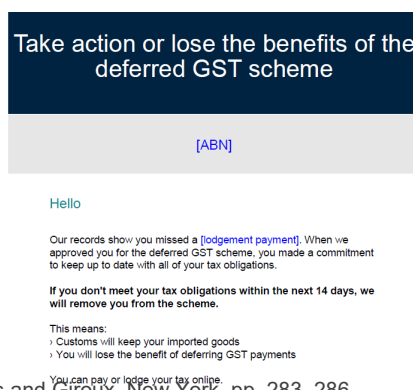 Take action or lose the benefits of the
deferred GST scheme
[ABN]
Hello
Our records show you missed a [lodgement payment]. When we
approved you for the deferred GST scheme, you made a commitment
to keep up to date with all of your tax obligations.
If you don't meet your tax obligations within the next 14 days, we
will remove you from the scheme.
This means:
› Customs will keep your imported goods
› You will lose the benefit of deferring GST payments
You can pay or lodge your tax online.
and Giroux, New York, pp. 283, 286